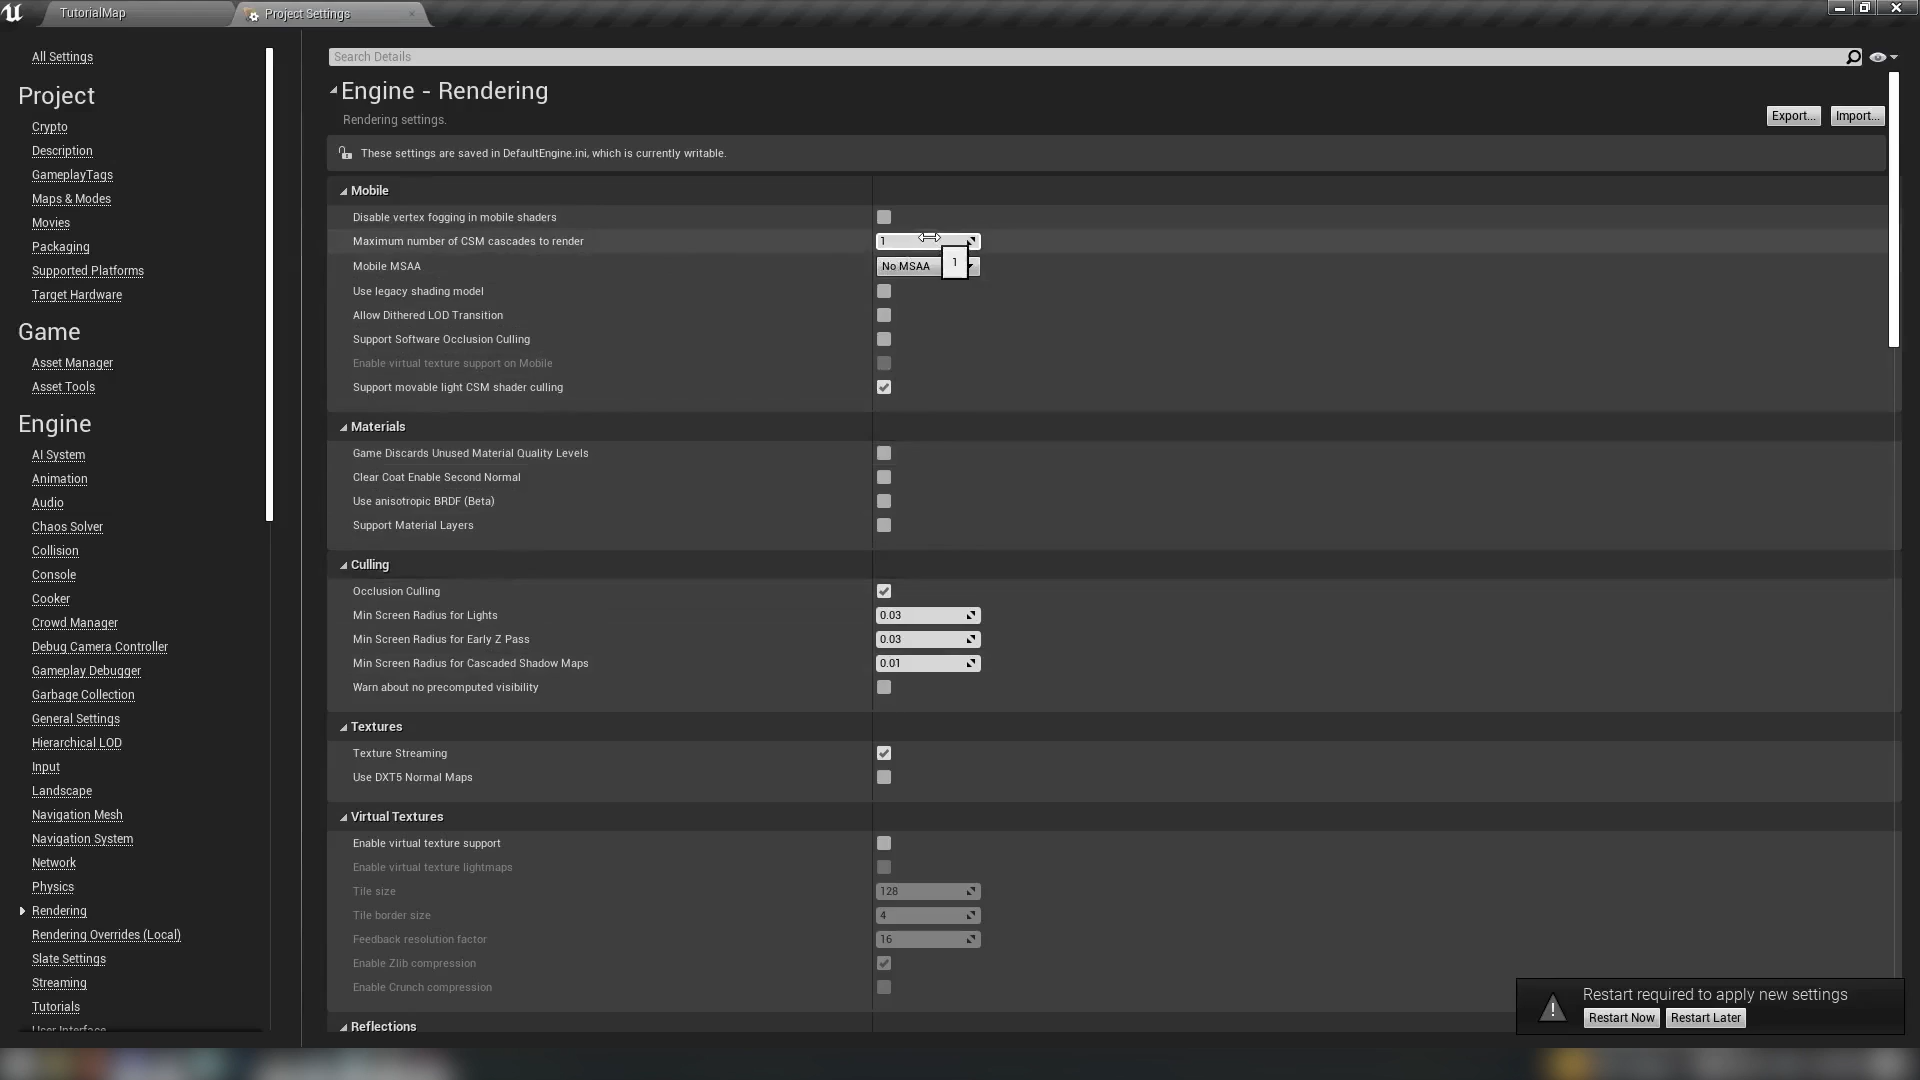 TutorialMap
Project Settings
All Settings
Project
Crypto
Description
GameplayTags
Maps & Modes
Movies
Packaging
Supported Platforms
Target Hardware
Game
Asset Manager
Asset Tools
Engine
AI System
Animation
Audio
Chaos Solver
Collision
Console
Cooker
Crowd Manager
Debug Camera Controller
Gameplay Debugger
Garbage Collection
General Settings
Hierarchical LOD
Input
Landscape
Navigation Mesh
Navigation System
Network
Physics
Rendering
Rendering Overrides (Local)
Slate Settings
Streaming
Tutorials
User Interface
Search Details
Engine - Rendering
Rendering settings.
Export...
Import...
These settings are saved in DefaultEngine.ini, which is currently writable.
Mobile
Disable vertex fogging in mobile shaders
Maximum number of CSM cascades to render
1
1
Mobile MSAA
No MSAA
Use legacy shading model
Allow Dithered LOD Transition
Support Software Occlusion Culling
Enable virtual texture support on Mobile
Support movable light CSM shader culling
Materials
Game Discards Unused Material Quality Levels
Clear Coat Enable Second Normal
Use anisotropic BRDF (Beta)
Support Material Layers
Culling
Occlusion Culling
Min Screen Radius for Lights
0.03
Min Screen Radius for Early Z Pass
0.03
Min Screen Radius for Cascaded Shadow Maps
0.01
Warn about no precomputed visibility
Textures
Texture Streaming
Use DXT5 Normal Maps
Virtual Textures
Enable virtual texture support
Enable virtual texture lightmaps
Tile size
128
Tile border size
4
Feedback resolution factor
16
Enable Zlib compression
Enable Crunch compression
Reflections
Restart required to apply new settings
Restart Now
Restart Later